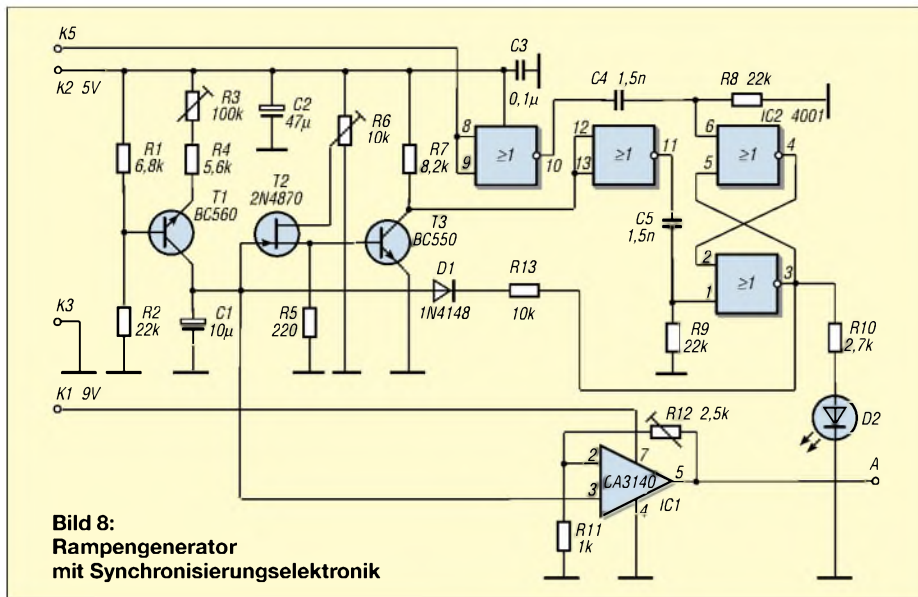 K5
K2 5V
R1
6,8k
R3
100k
R4
5,6k
C2
47µ
R6
10k
T1
BC560
T2
2N4870
R7
8,2k
T3
BC550
C3
0,1µ
8
9
≥1
10
C4 1,5n
12
13
≥1
11
R8 22k
IC2 4001
6
5
≥1
4
C5
1,5n
2
1
≥1
3
R9
22k
R10
2,7k
D2
D1
1N4148
R13
10k
R2
22k
C1
10µ
R5
220
K3
K1 9V
R12 2,5k
2
3
7
CA3140
5
4
IC1
R11
1k
A
Bild 8:
Rampengenerator
mit Synchronisierungselektronik